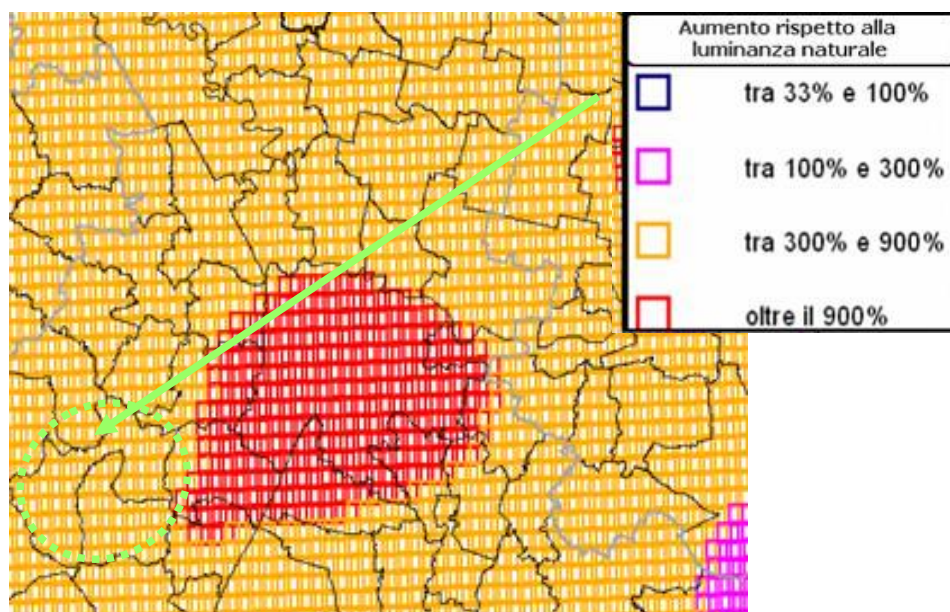 Aumento rispetto alla
luminanza naturale
tra 33% e 100%
tra 100% e 300%
tra 300% e 900%
oltre il 900%